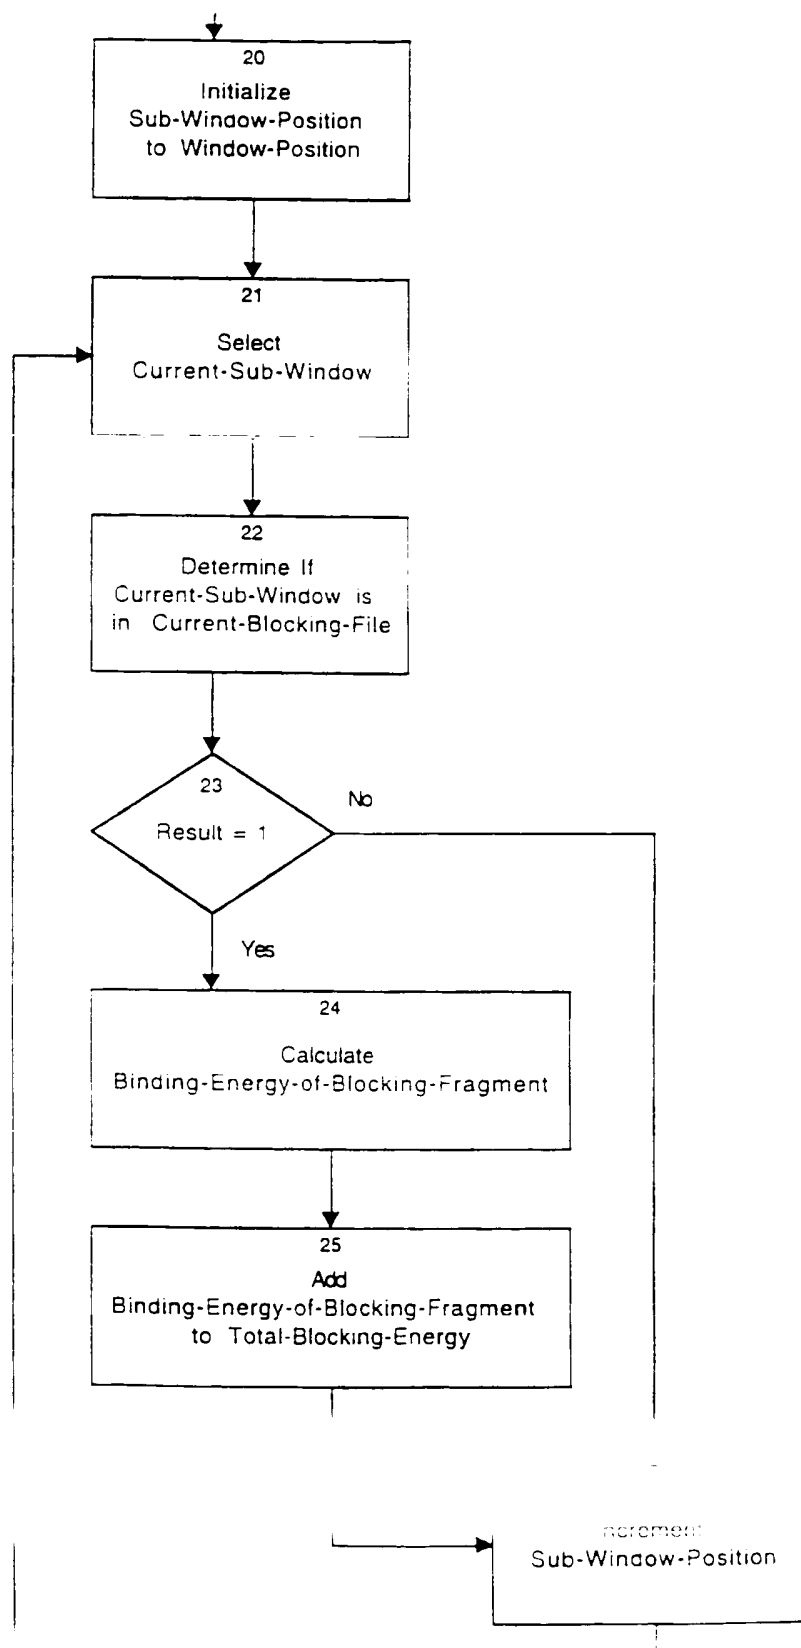 20
Initialize
Sub-Window-Position
to Window-Position
21
Select
Current-Sub-Window
22
Determine If
Current-Sub-Window is
in Current-Blocking-File
23
Result = 1
No
Yes
24
Calculate
Binding-Energy-of-Blocking-Fragment
25
Add
Binding-Energy-of-Blocking-Fragment
to Total-Blocking-Energy
Sub-Window-Position